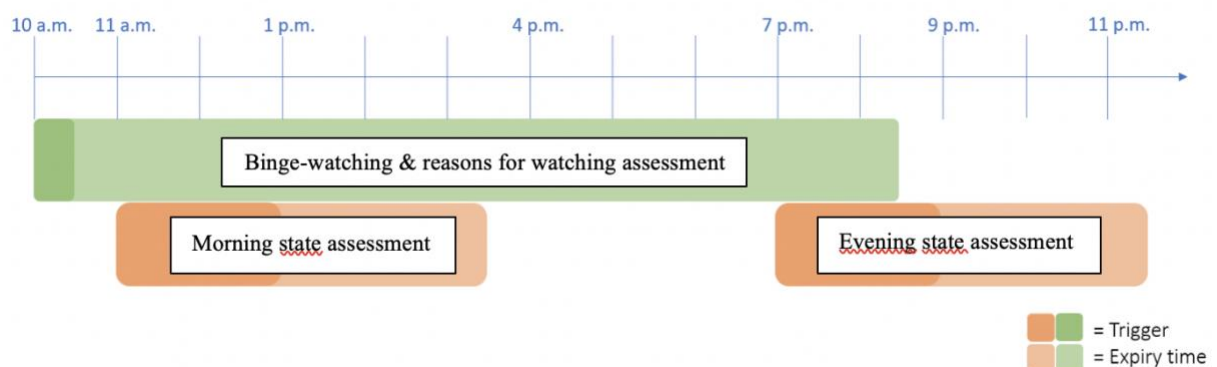 10 a.m. 11 a.m. 1 p.m. 4 p.m. 7 p.m. 9 p.m. 11 p.m.
Binge-watching & reasons for watching assessment
Morning state assessment
Evening state assessment
= Trigger
= Expiry time